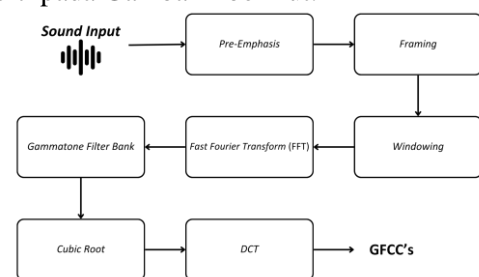 Sound Input
Pre-Emphasis
Framing
Windowing
Fast Fourier Transform (FFT)
Gammatone Filter Bank
Cubic Root
DCT
GFCC's